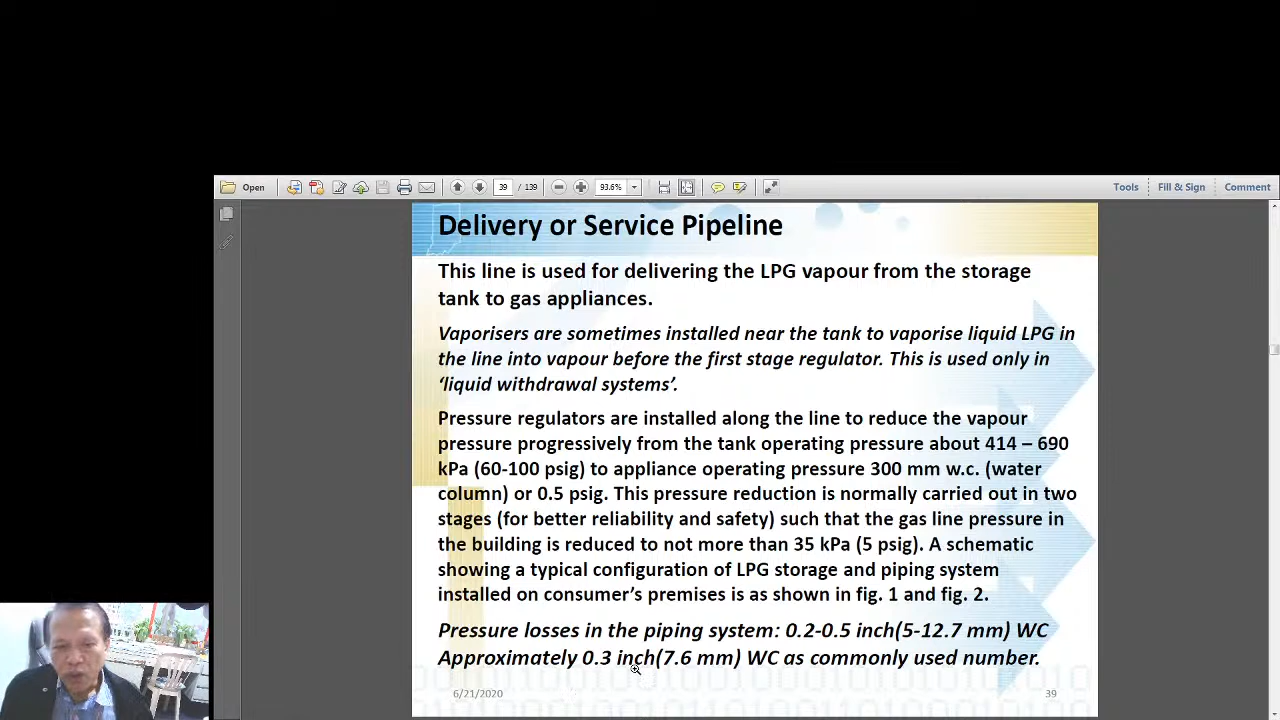 Open
39
/ 139
93.6%
Tools
Fill & Sign
Comment
Delivery or Service Pipeline
This line is used for delivering the LPG vapour from the storage
tank to gas appliances.
Vaporisers are sometimes installed near the tank to vaporise liquid LPG in
the line into vapour before the first stage regulator. This is used only in
‘liquid withdrawal systems’.
Pressure regulators are installed along the line to reduce the vapour
pressure progressively from the tank operating pressure about 414 – 690
kPa (60-100 psig) to appliance operating pressure 300 mm w.c. (water
column) or 0.5 psig. This pressure reduction is normally carried out in two
stages (for better reliability and safety) such that the gas line pressure in
the building is reduced to not more than 35 kPa (5 psig). A schematic
showing a typical configuration of LPG storage and piping system
installed on consumer’s premises is as shown in fig. 1 and fig. 2.
Pressure losses in the piping system: 0.2-0.5 inch(5-12.7 mm) WC
Approximately 0.3 inch(7.6 mm) WC as commonly used number.
6/21/2020
39